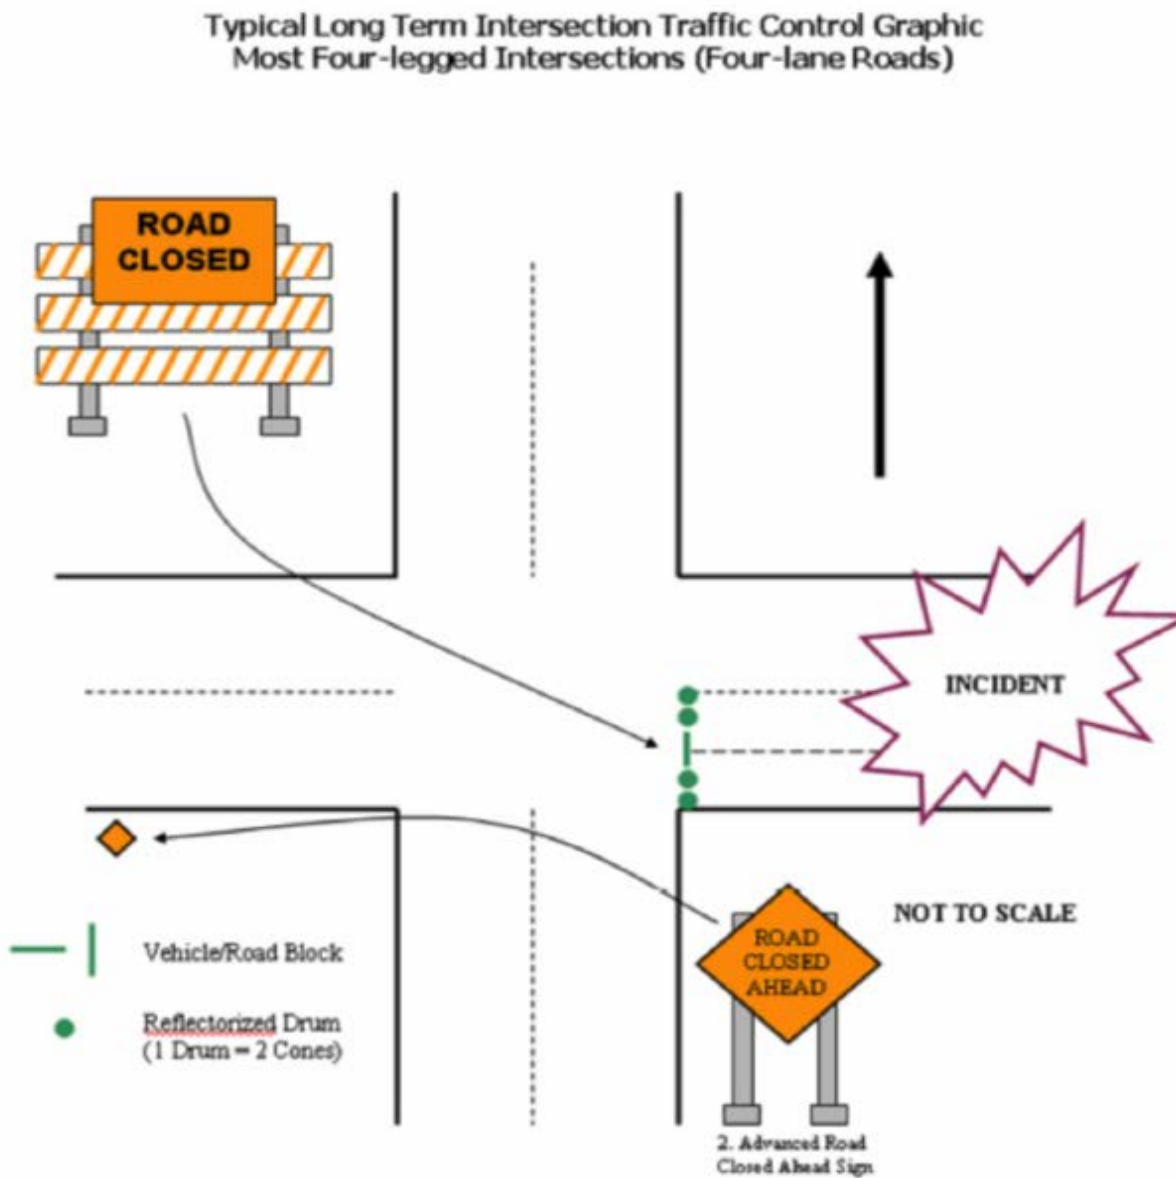 Typical Long Term Intersection Traffic Control Graphic
Most Four-legged Intersections (Four-lane Roads)
ROAD
CLOSED
INCIDENT
NOT TO SCALE
ROAD
CLOSED
AHEAD
Vehicle/Road Block
Reflectorized Drum
(1 Drum = 2 Cones)
2. Advanced Road
Closed Ahead Sign